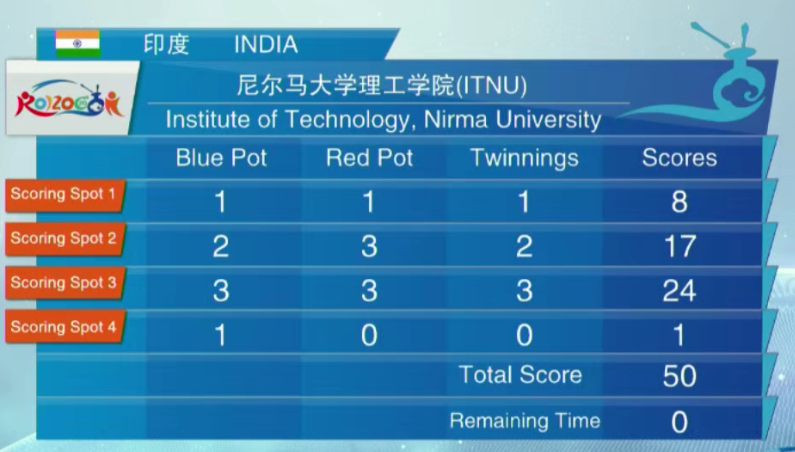 印度 INDIA
ROBOCON
尼尔马大学理工学院(ITNU)
Institute of Technology, Nirma University
Blue Pot Red Pot Twinnings Scores
Scoring Spot 1 1 1 1 8
Scoring Spot 2 2 3 2 17
Scoring Spot 3 3 3 3 24
Scoring Spot 4 1 0 0 1
Total Score 50
Remaining Time 0